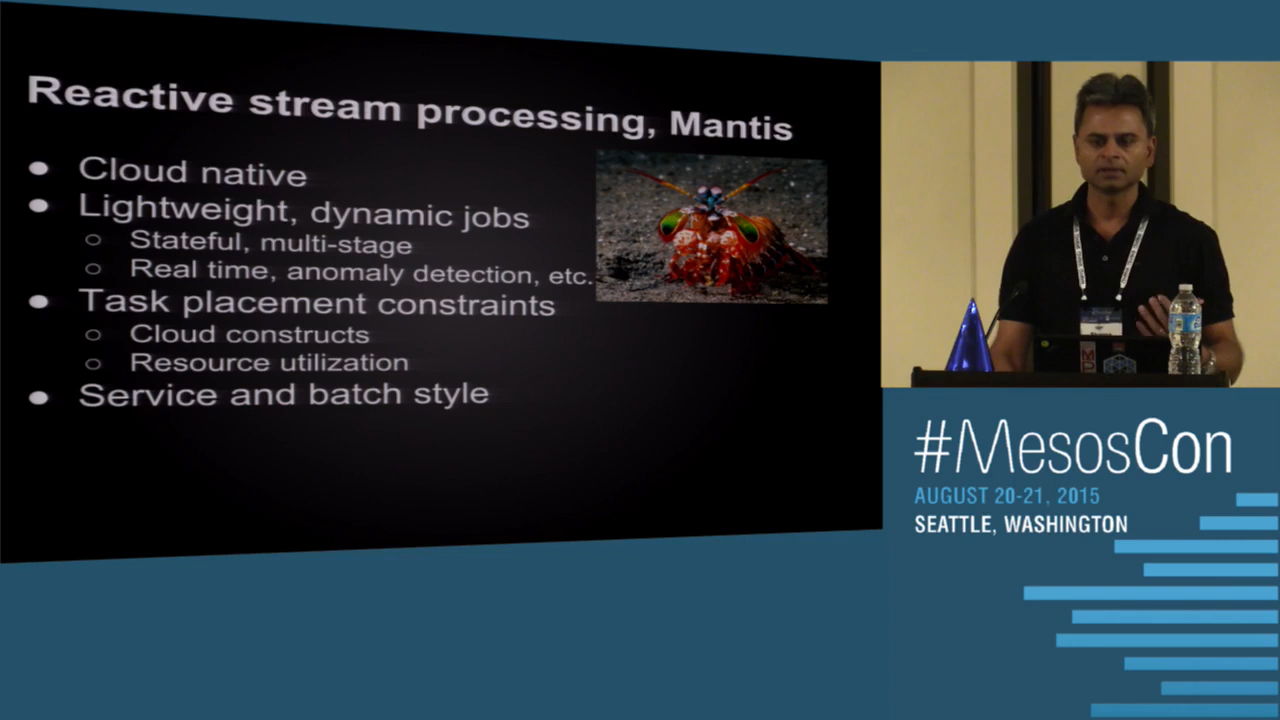 Reactive stream processing, Mantis
● Cloud native
● Lightweight, dynamic jobs
○ Stateful, multi-stage
○ Real time, anomaly detection, etc.
● Task placement constraints
○ Cloud constructs
○ Resource utilization
● Service and batch style
#MesosCon
AUGUST 20-21, 2015
SEATTLE, WASHINGTON